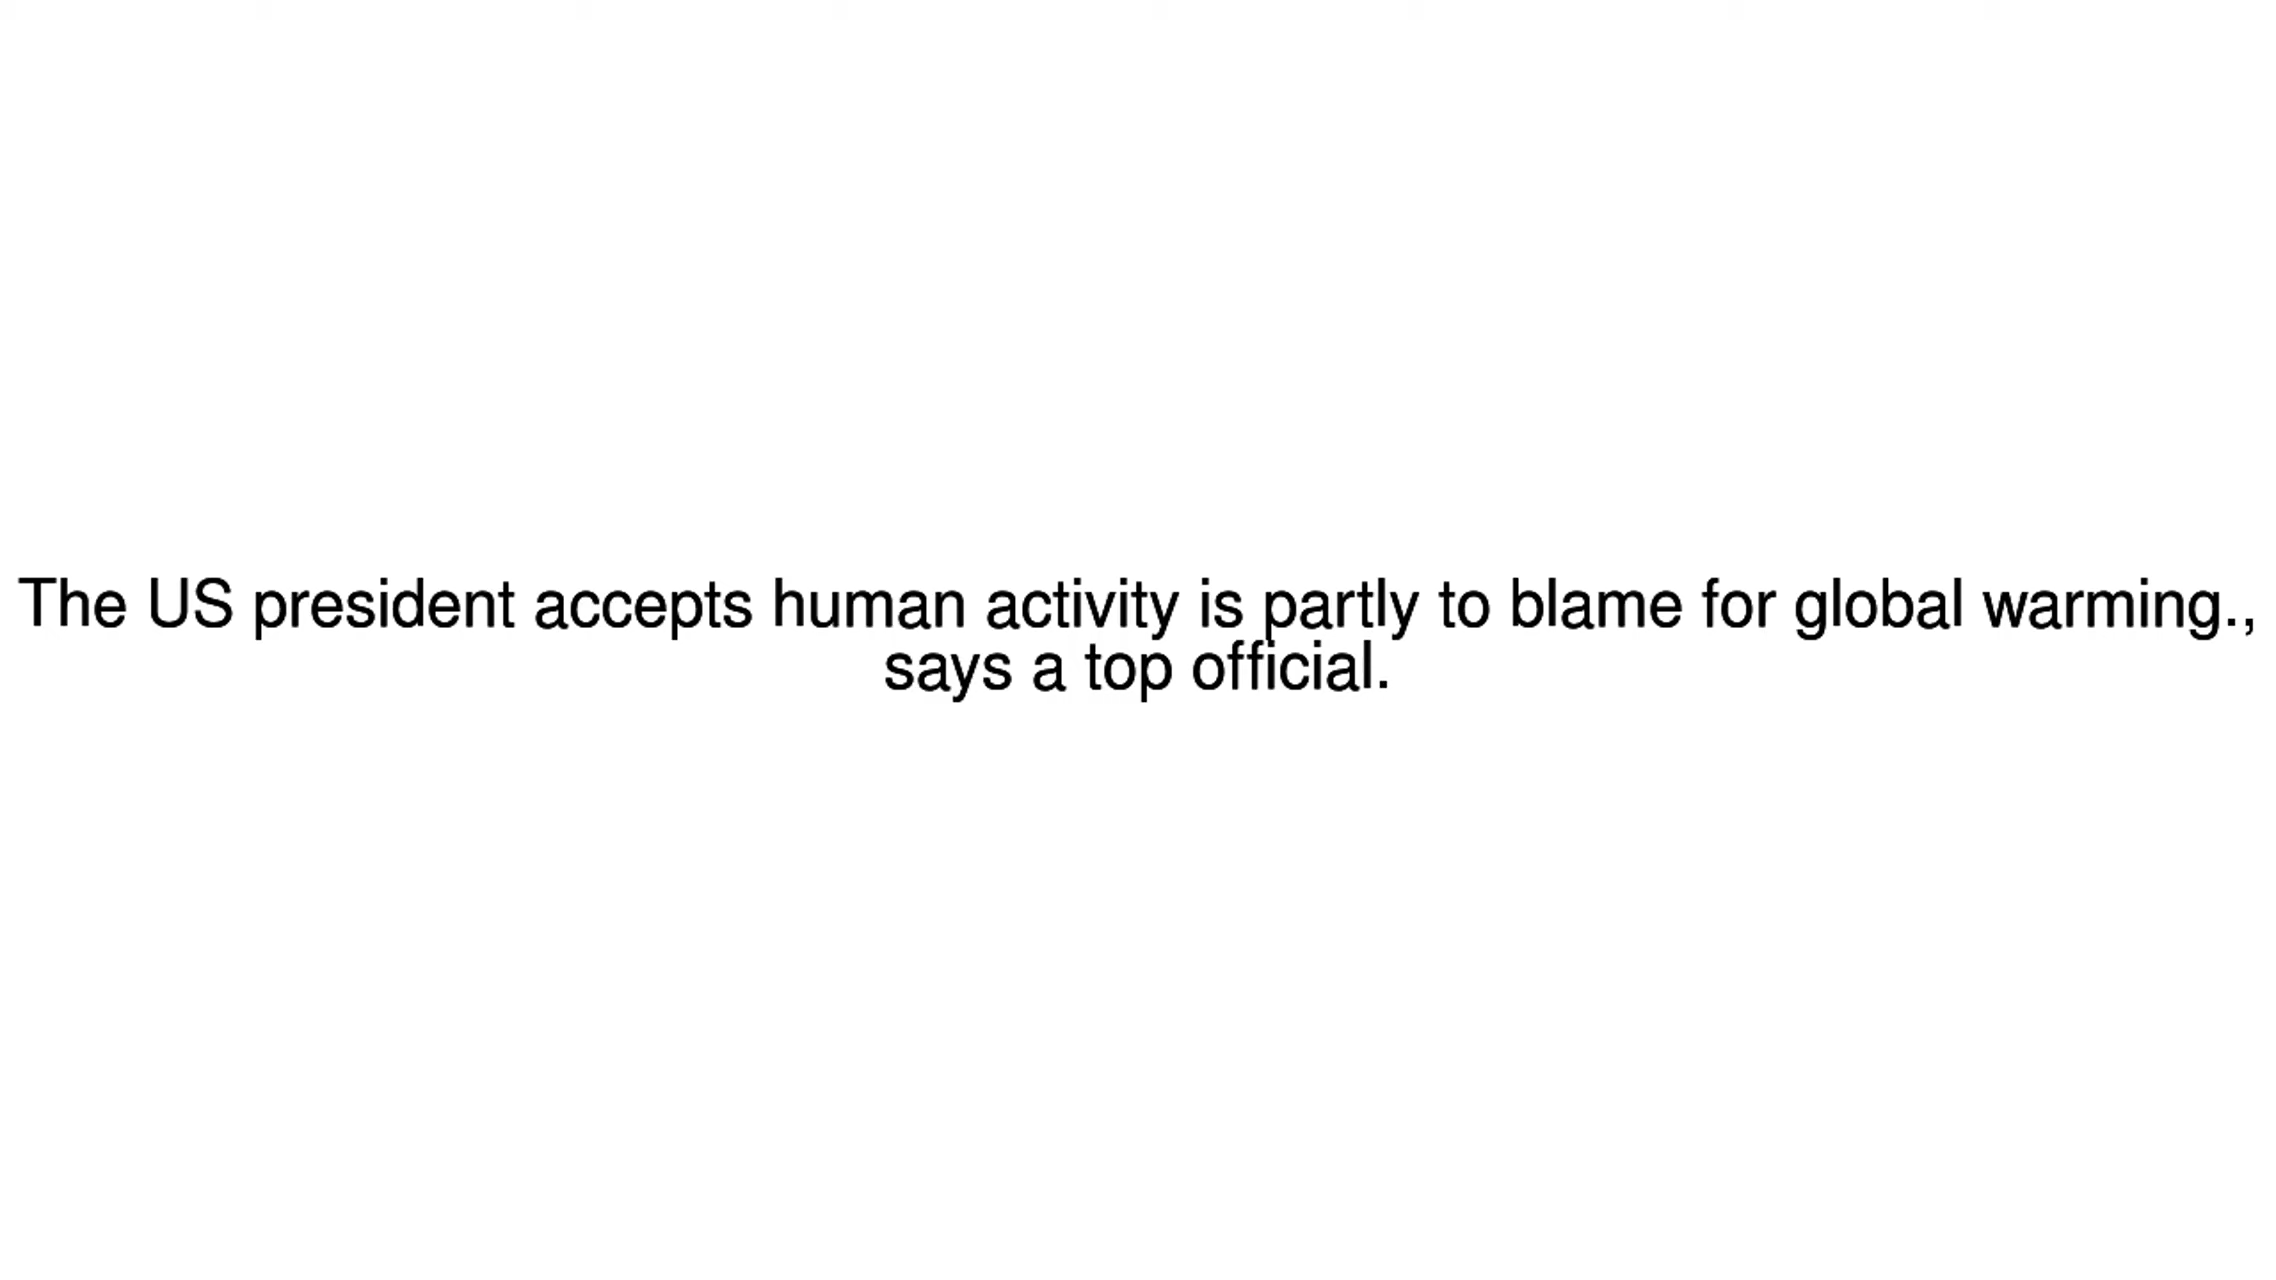 The US president accepts human activity is partly to blame for global warming.,
says a top official.